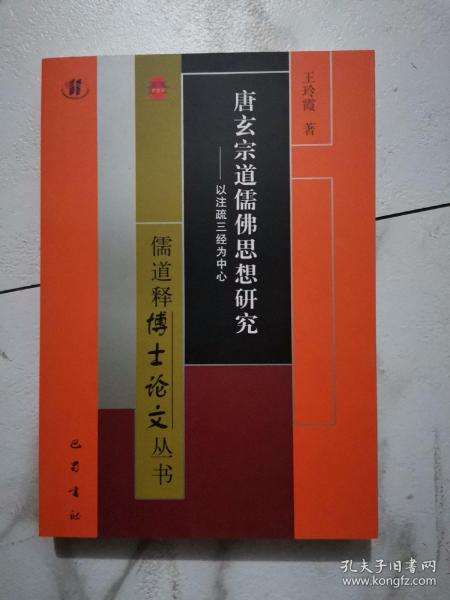 王玲霞 著
唐玄宗道儒佛思想研究
——以注疏三经为中心
儒道释博士论文丛书
巴蜀书社
孔夫子旧书网
www.kongfz.com